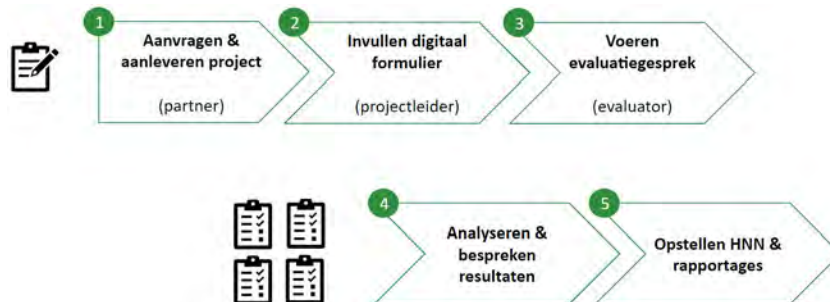 1
Aanvragen &
aanleveren project
(partner)
2
Invullen digitaal
formulier
(projectleider)
3
Voeren
evaluatiegesprek
(evaluator)
4
Analyseren &
bespreken
resultaten
5
Opstellen HNN &
rapportages